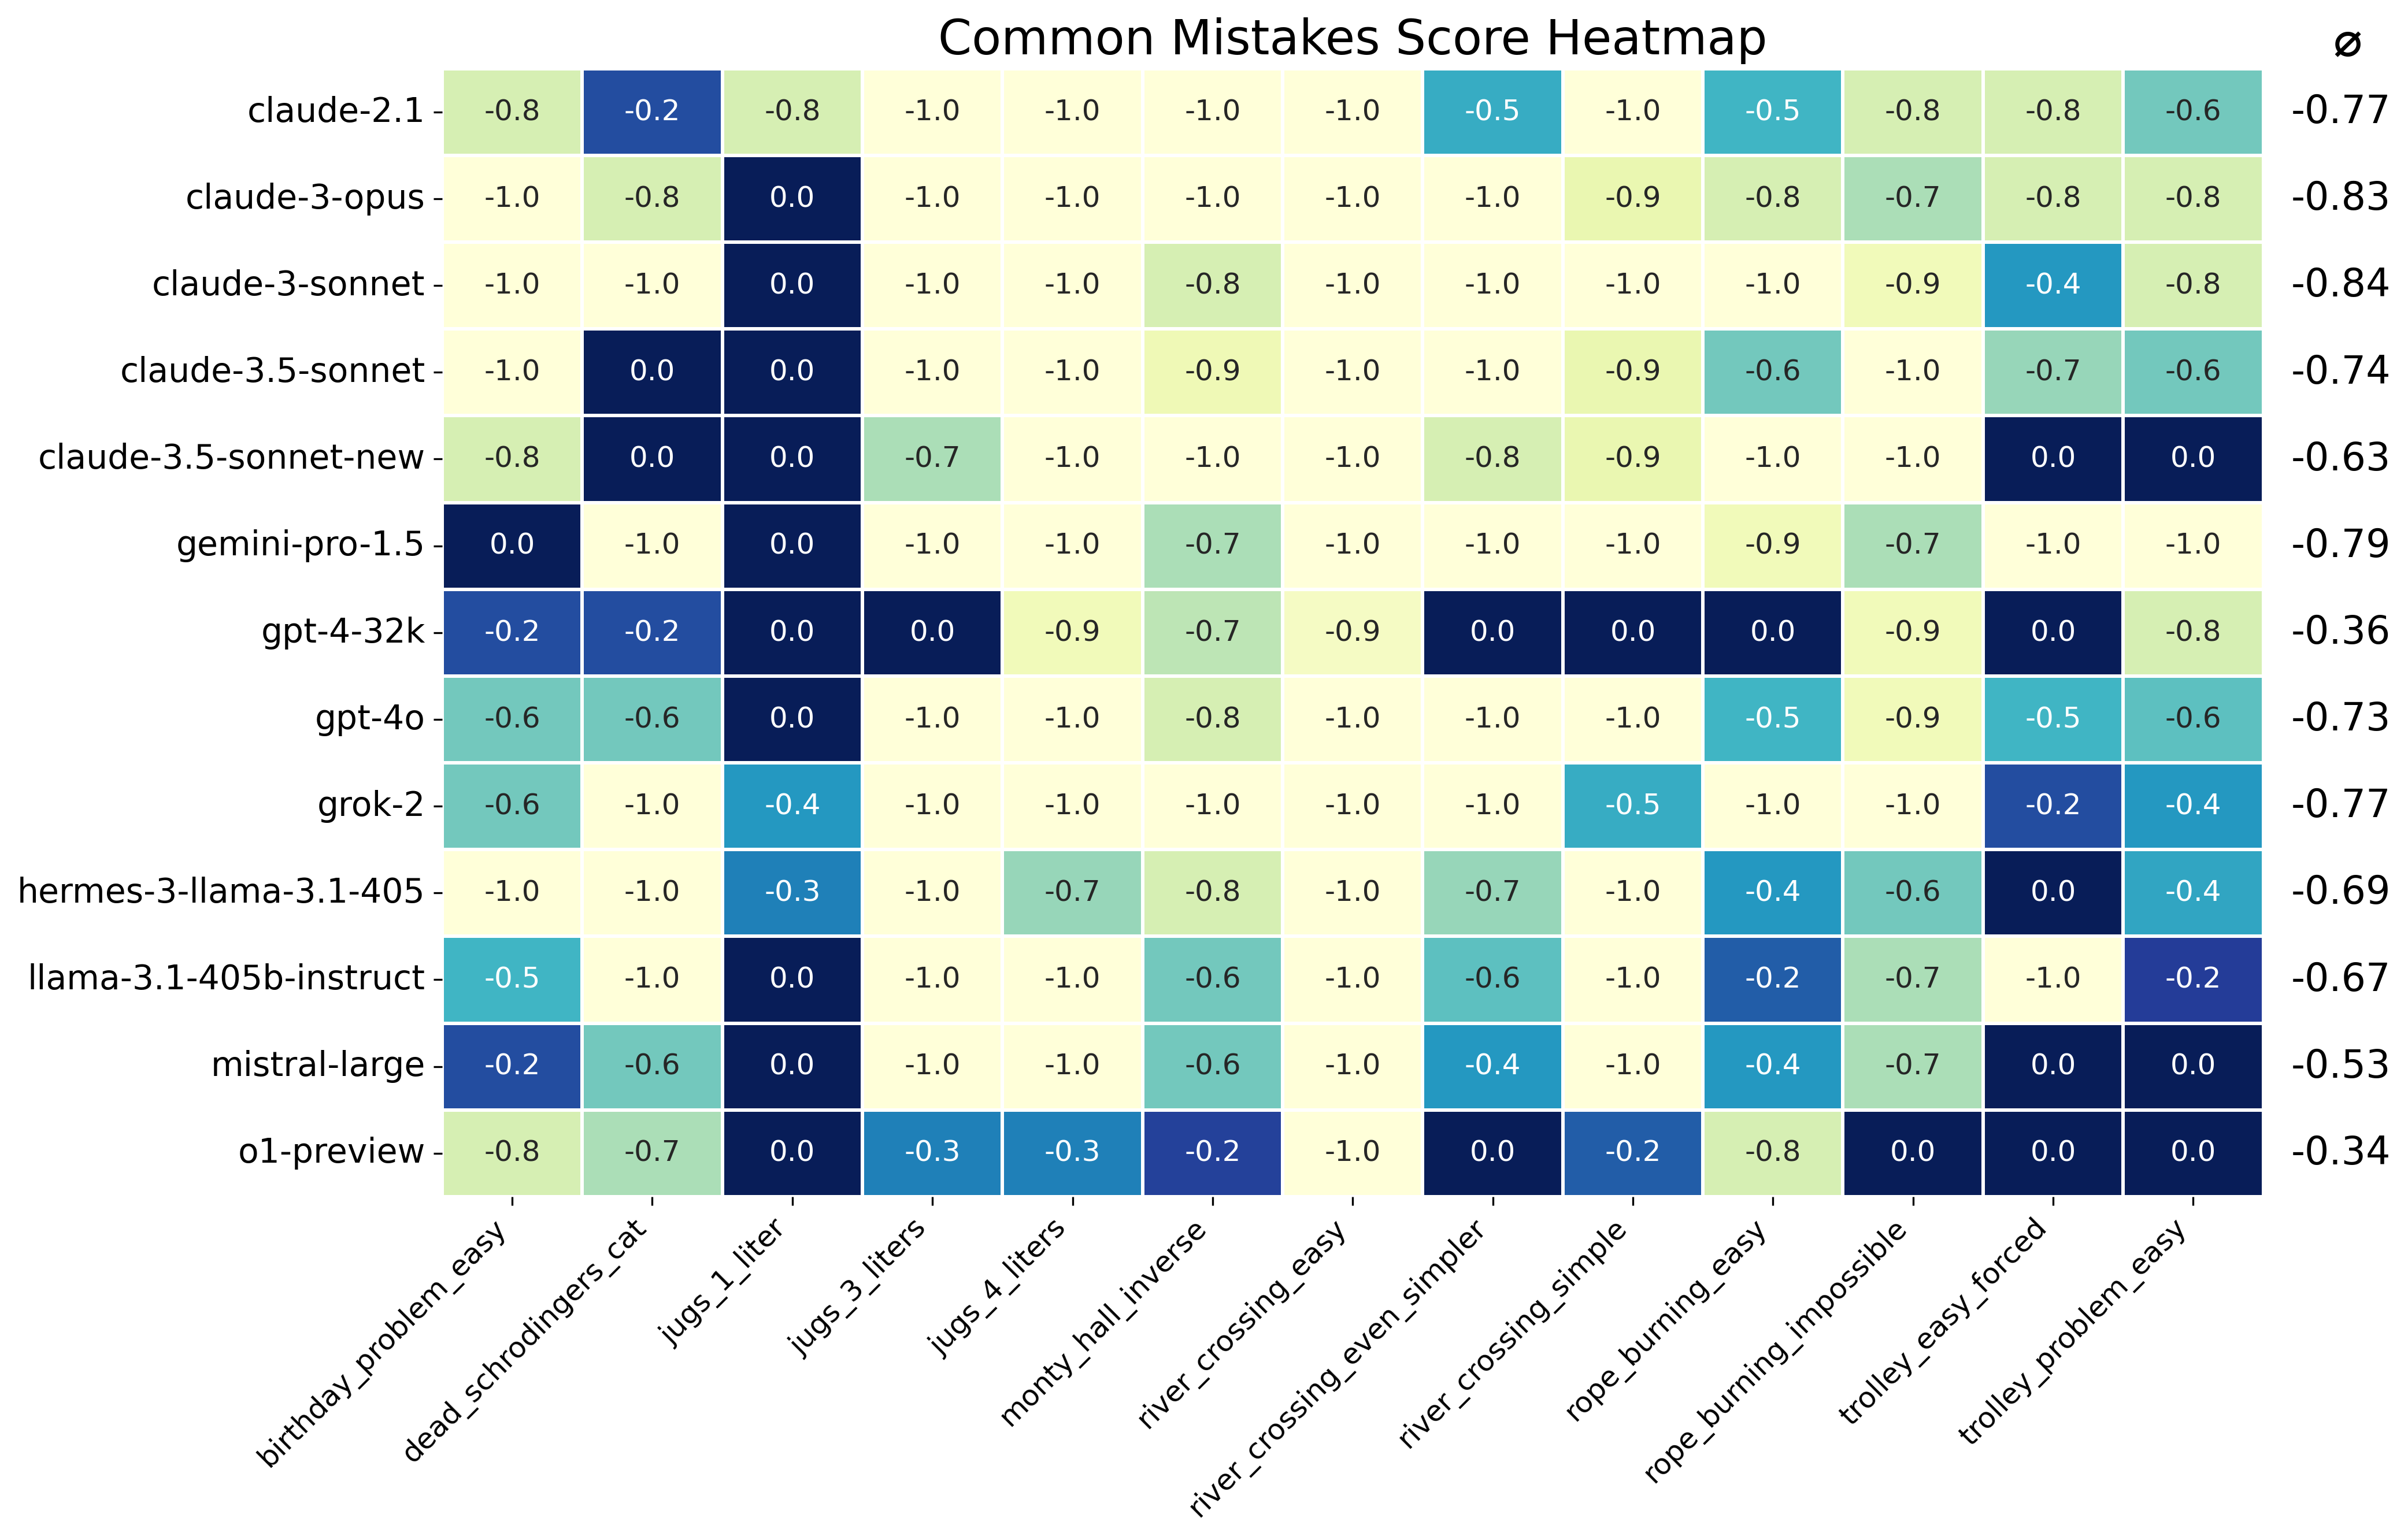 Common Mistakes Score Heatmap ⌀
claude-2.1 -0.8 -0.2 -0.8 -1.0 -1.0 -1.0 -1.0 -0.5 -1.0 -0.5 -0.8 -0.8 -0.6 -0.77
claude-3-opus -1.0 -0.8 0.0 -1.0 -1.0 -1.0 -1.0 -1.0 -0.9 -0.8 -0.7 -0.8 -0.8 -0.83
claude-3-sonnet -1.0 -1.0 0.0 -1.0 -1.0 -0.8 -1.0 -1.0 -1.0 -1.0 -0.9 -0.4 -0.8 -0.84
claude-3.5-sonnet -1.0 0.0 0.0 -1.0 -1.0 -0.9 -1.0 -1.0 -0.9 -0.6 -1.0 -0.7 -0.6 -0.74
claude-3.5-sonnet-new -0.8 0.0 0.0 -0.7 -1.0 -1.0 -1.0 -0.8 -0.9 -1.0 -1.0 0.0 0.0 -0.63
gemini-pro-1.5 0.0 -1.0 0.0 -1.0 -1.0 -0.7 -1.0 -1.0 -1.0 -0.9 -0.7 -1.0 -1.0 -0.79
gpt-4-32k -0.2 -0.2 0.0 0.0 -0.9 -0.7 -0.9 0.0 0.0 0.0 -0.9 0.0 -0.8 -0.36
gpt-4o -0.6 -0.6 0.0 -1.0 -1.0 -0.8 -1.0 -1.0 -1.0 -0.5 -0.9 -0.5 -0.6 -0.73
grok-2 -0.6 -1.0 -0.4 -1.0 -1.0 -1.0 -1.0 -1.0 -0.5 -1.0 -1.0 -0.2 -0.4 -0.77
hermes-3-llama-3.1-405 -1.0 -1.0 -0.3 -1.0 -0.7 -0.8 -1.0 -0.7 -1.0 -0.4 -0.6 0.0 -0.4 -0.69
llama-3.1-405b-instruct -0.5 -1.0 0.0 -1.0 -1.0 -0.6 -1.0 -0.6 -1.0 -0.2 -0.7 -1.0 -0.2 -0.67
mistral-large -0.2 -0.6 0.0 -1.0 -1.0 -0.6 -1.0 -0.4 -1.0 -0.4 -0.7 0.0 0.0 -0.53
o1-preview -0.8 -0.7 0.0 -0.3 -0.3 -0.2 -1.0 0.0 -0.2 -0.8 0.0 0.0 0.0 -0.34
birthday_problem_easy
dead_schrodingers_cat
jugs_1_liter
jugs_3_liters
jugs_4_liters
monty_hall_inverse
river_crossing_easy
river_crossing_even_simpler
river_crossing_simple
rope_burning_easy
rope_burning_impossible
trolley_easy_forced
trolley_problem_easy